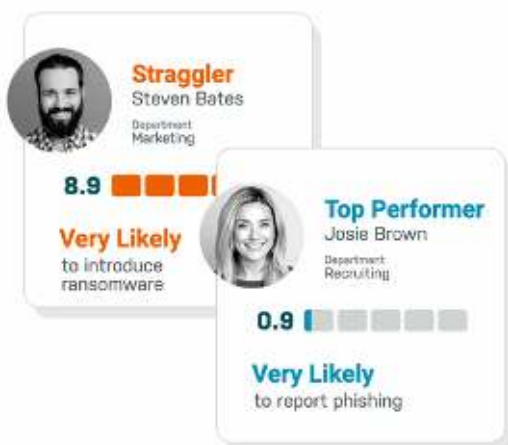 Straggler
Steven Bates
Department
Marketing
8.9
Very Likely
to introduce
ransomware
Top Performer
Josie Brown
Department
Recruiting
0.9
Very Likely
to report phishing